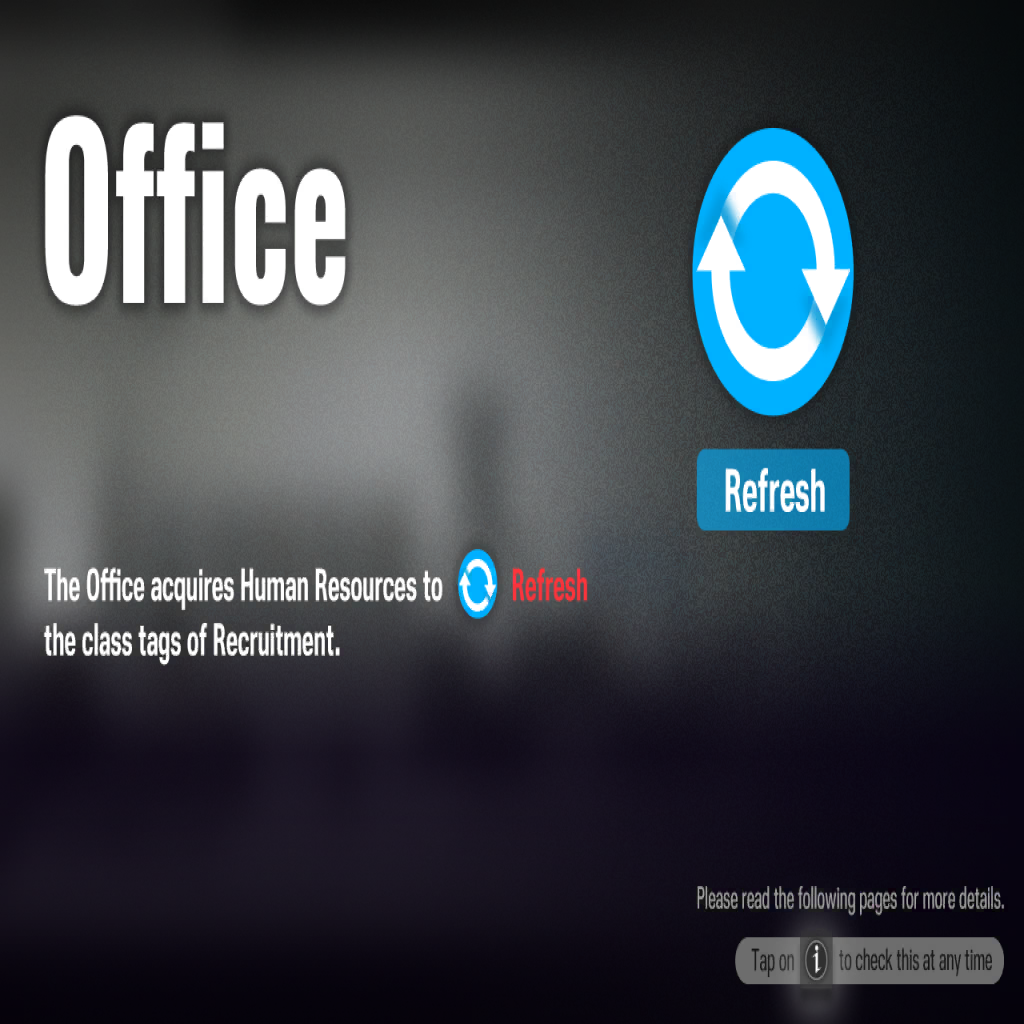 Office
Refresh
The Office acquires Human Resources to Refresh
the class tags of Recruitment.
Please read the following pages for more details.
Tap on i to check this at any time